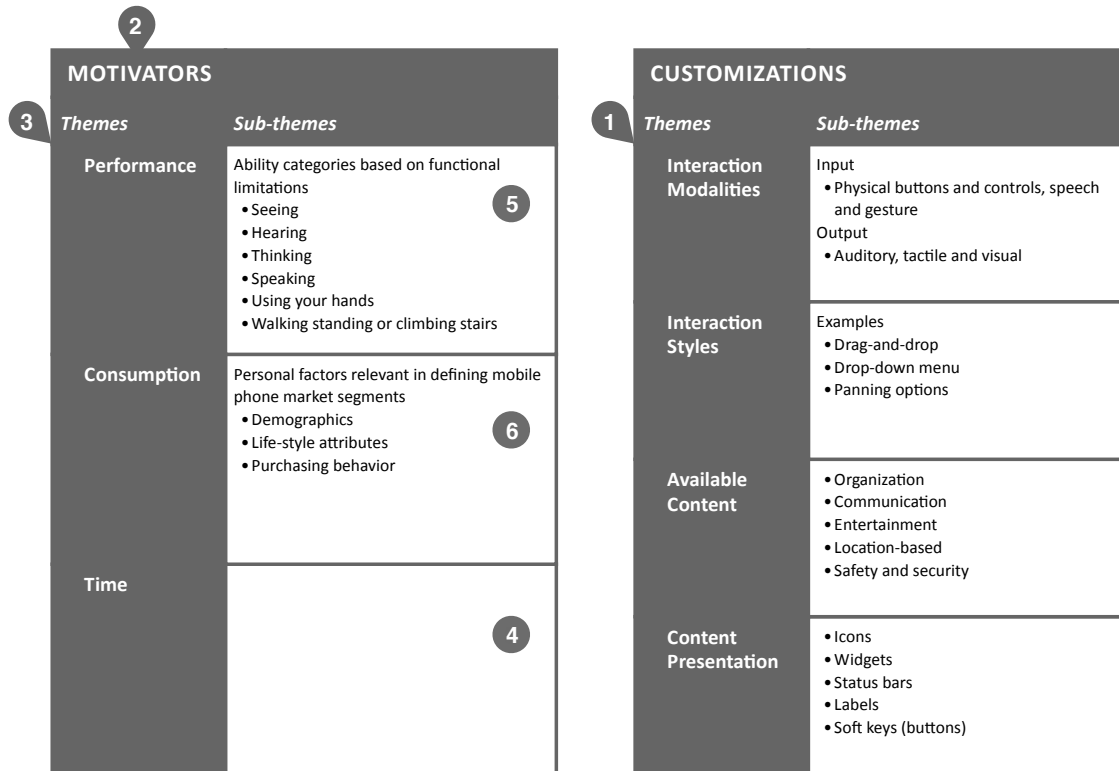 2
MOTIVATORS
3
Themes Sub-themes
Performance
Ability categories based on functional
limitations
• Seeing
5
• Hearing
• Thinking
• Speaking
• Using your hands
• Walking standing or climbing stairs
Consumption
Personal factors relevant in defining mobile
phone market segments
• Demographics
6
• Life-style attributes
• Purchasing behavior
Time
4
CUSTOMIZATIONS
1
Themes Sub-themes
Interaction
Modalities
Input
• Physical buttons and controls, speech
and gesture
Output
• Auditory, tactile and visual
Interaction
Styles
Examples
• Drag-and-drop
• Drop-down menu
• Panning options
Available
Content
• Organization
• Communication
• Entertainment
• Location-based
• Safety and security
Content
Presentation
• Icons
• Widgets
• Status bars
• Labels
• Soft keys (buttons)